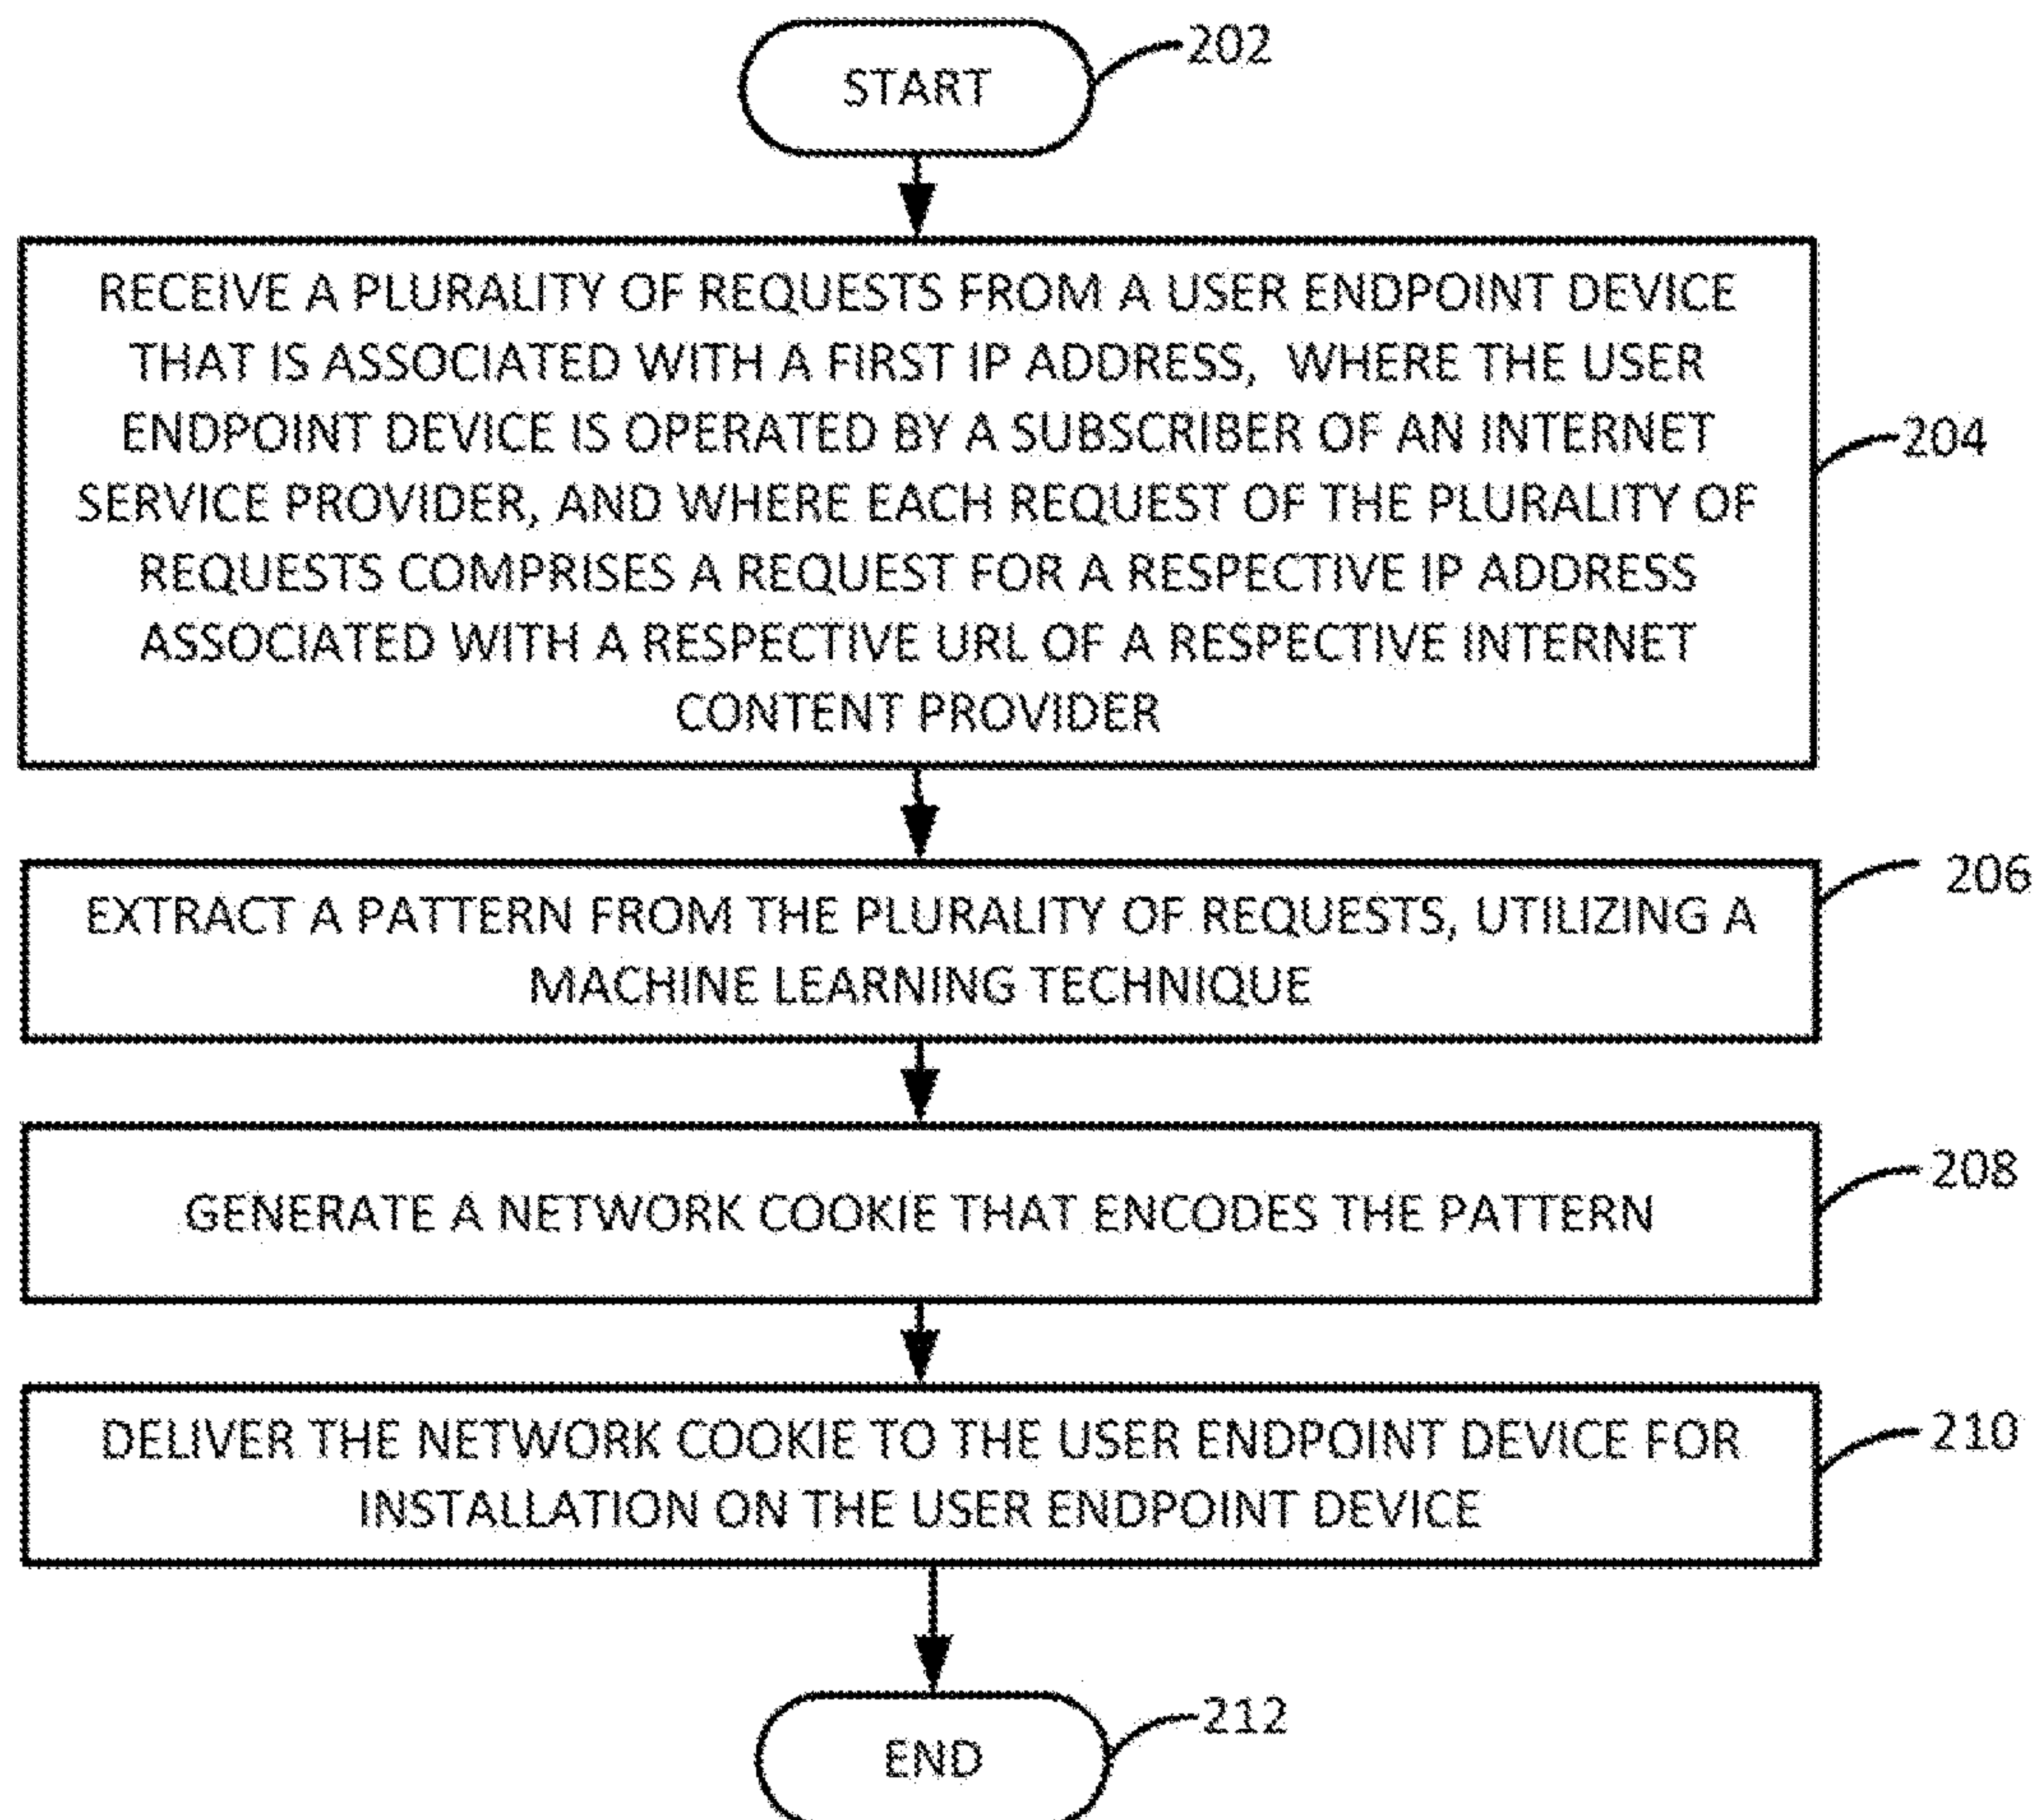 START
202
RECEIVE A PLURALITY OF REQUESTS FROM A USER ENDPOINT DEVICE
THAT IS ASSOCIATED WITH A FIRST IP ADDRESS, WHERE THE USER
ENDPOINT DEVICE IS OPERATED BY A SUBSCRIBER OF AN INTERNET
SERVICE PROVIDER, AND WHERE EACH REQUEST OF THE PLURALITY OF
REQUESTS COMPRISES A REQUEST FOR A RESPECTIVE IP ADDRESS
ASSOCIATED WITH A RESPECTIVE URL OF A RESPECTIVE INTERNET
CONTENT PROVIDER
204
EXTRACT A PATTERN FROM THE PLURALITY OF REQUESTS, UTILIZING A
MACHINE LEARNING TECHNIQUE
206
GENERATE A NETWORK COOKIE THAT ENCODES THE PATTERN
208
DELIVER THE NETWORK COOKIE TO THE USER ENDPOINT DEVICE FOR
INSTALLATION ON THE USER ENDPOINT DEVICE
210
END
212